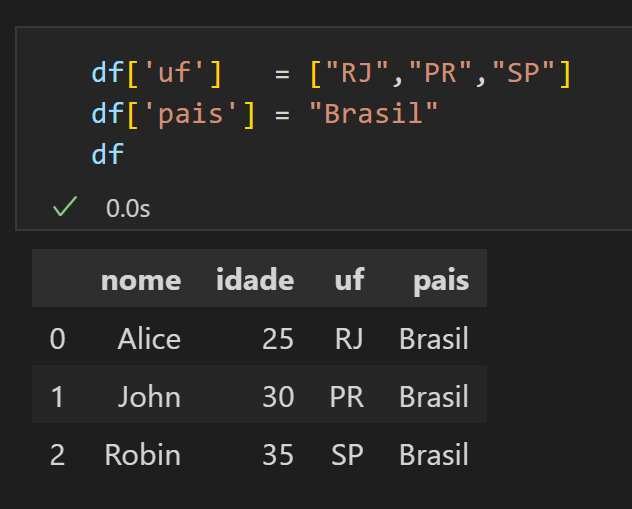 df['uf']   = ["RJ","PR","SP"]
df['pais'] = "Brasil"
df
0.0s
nome idade uf pais
0 Alice 25 RJ Brasil
1 John 30 PR Brasil
2 Robin 35 SP Brasil